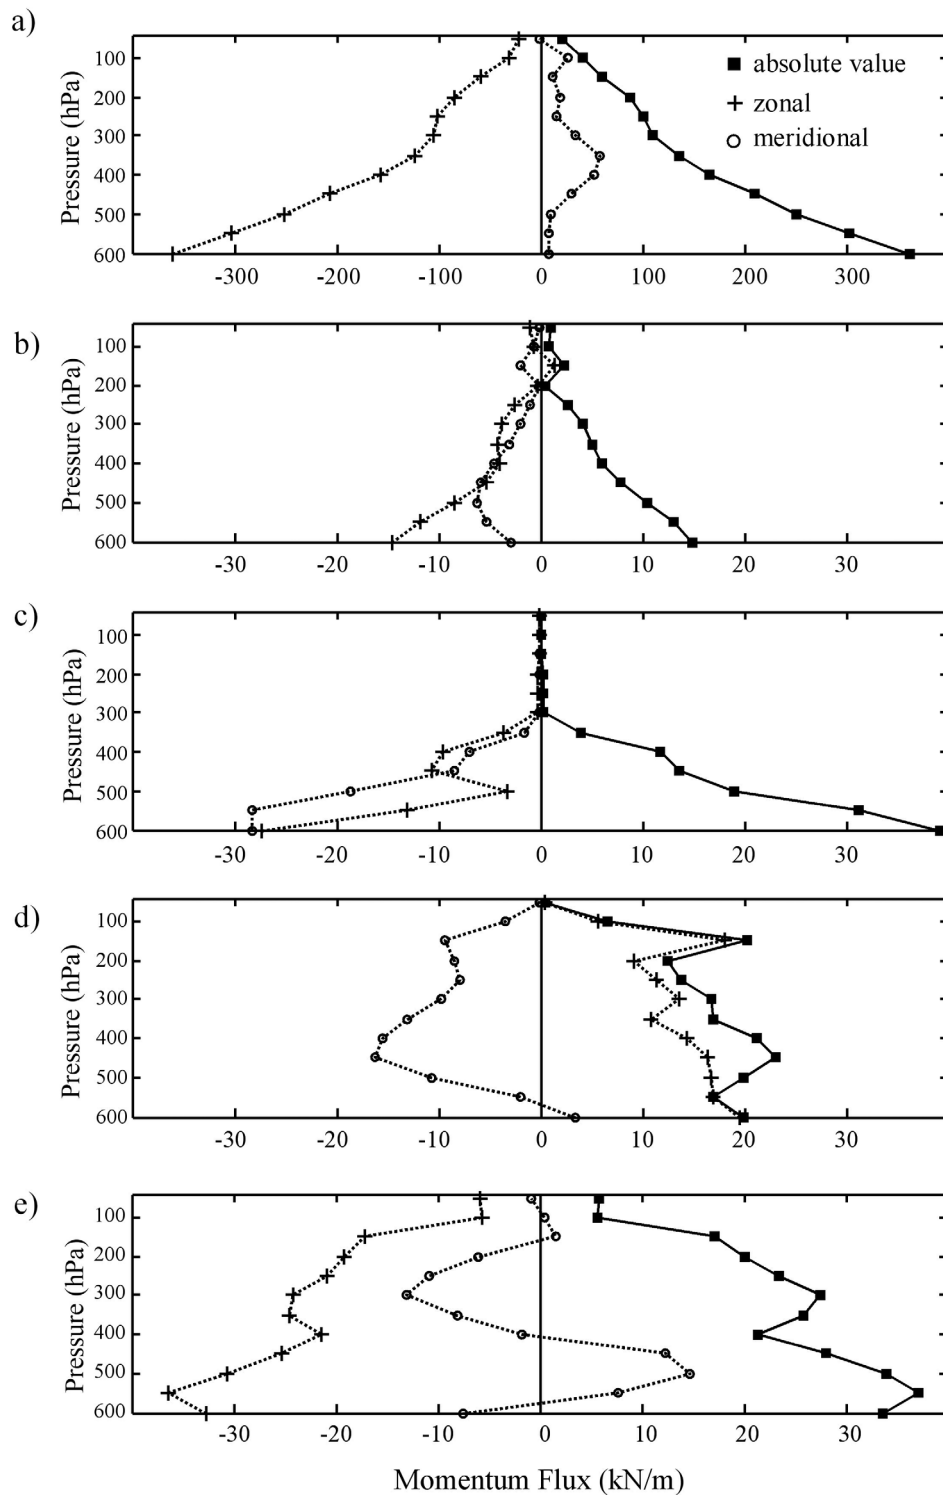 a)
Pressure (hPa)
100
200
300
400
500
600
absolute value
zonal
meridional
-300 -200 -100 0 100 200 300
b)
Pressure (hPa)
100
200
300
400
500
600
-30 -20 -10 0 10 20 30
c)
Pressure (hPa)
100
200
300
400
500
600
-30 -20 -10 0 10 20 30
d)
Pressure (hPa)
100
200
300
400
500
600
-30 -20 -10 0 10 20 30
e)
Pressure (hPa)
100
200
300
400
500
600
-30 -20 -10 0 10 20 30
Momentum Flux (kN/m)